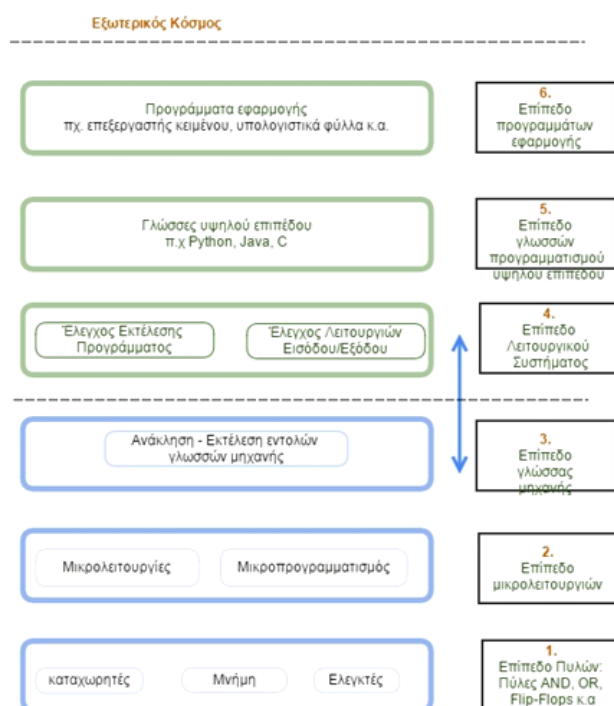 Εξωτερικός Κόσμος
Προγράμματα εφαρμογής
πχ. επεξεργαστής κειμένου, υπολογιστικά φύλλα κ.α.
6.
Επίπεδο
προγραμμάτων
εφαρμογής
Γλώσσες υψηλού επιπέδου
π.χ Python, Java, C
5.
Επίπεδο
γλωσσών
προγραμματισμού
υψηλού επιπέδου
Έλεγχος Εκτέλεσης
Προγράμματος
Έλεγχος Λειτουργιών
Εισόδου/Εξόδου
4.
Επίπεδο
Λειτουργικού
Συστήματος
Ανάκληση - Εκτέλεση εντολών
γλωσσών μηχανής
3.
Επίπεδο
γλώσσας
μηχανής
Μικρολειτουργίες
Μικροπρογραμματισμός
2.
Επίπεδο
μικρολειτουργιών
καταχωρητές
Μνήμη
Ελεγκτές
1.
Επίπεδο Πυλών:
Πύλες AND, OR,
Flip-Flops κ.α